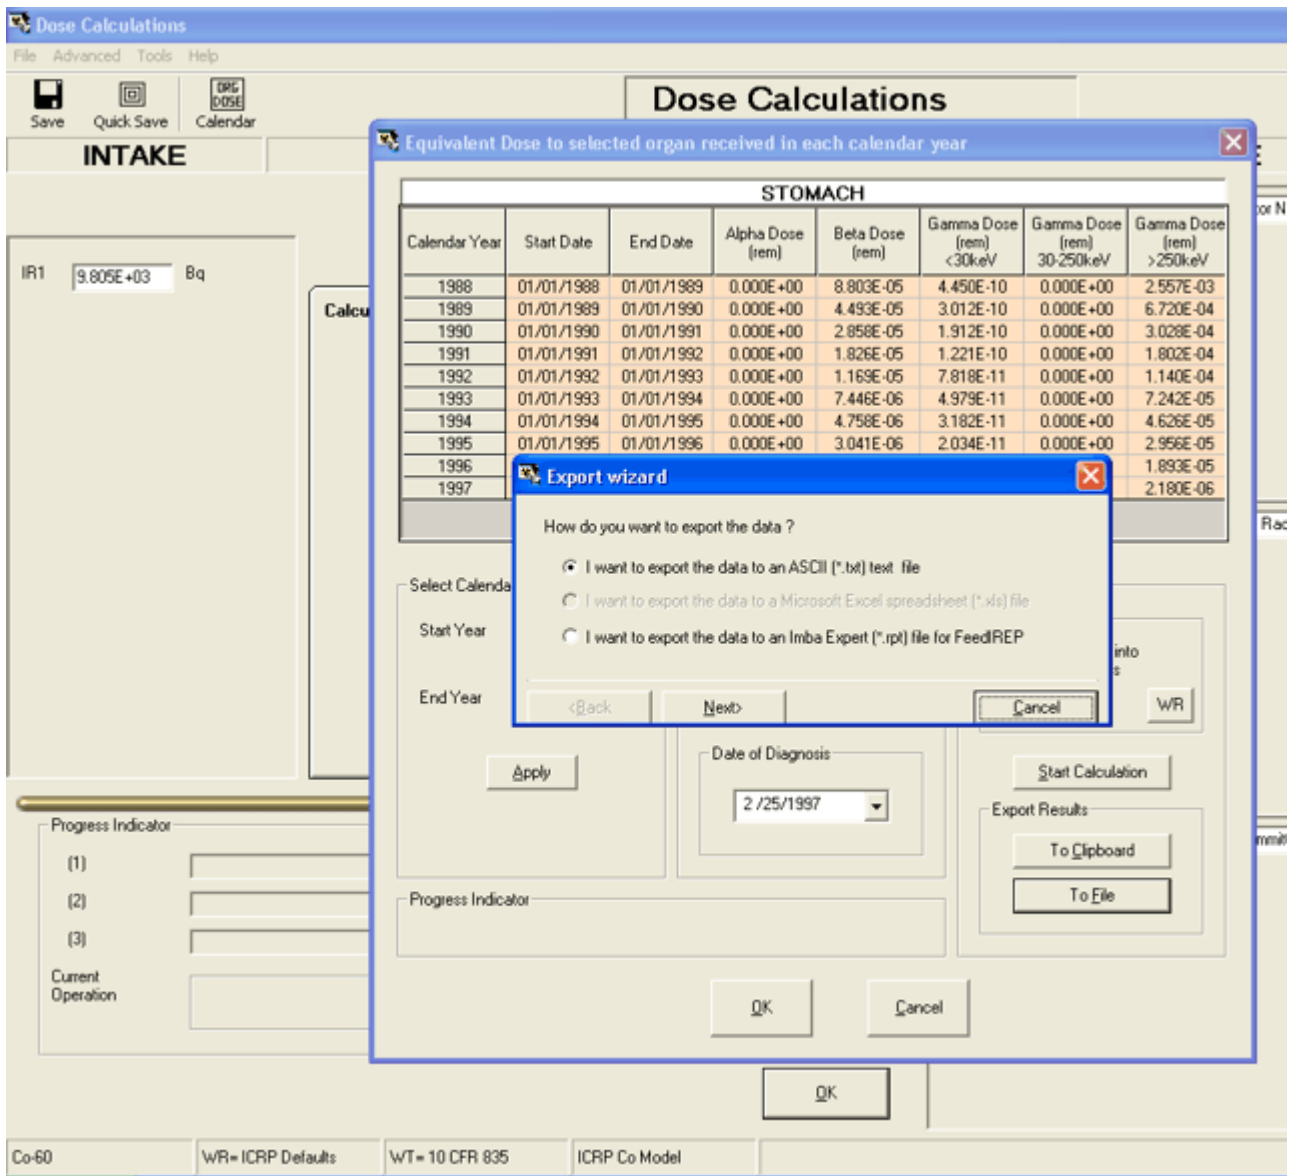 Dose Calculations
File Advanced Tools Help
Save Quick Save Calendar
ORG DOSE
Dose Calculations
INTAKE
IR1 9.805E+03 Bq
Calcu
Equivalent Dose to selected organ received in each calendar year
STOMACH
Calendar Year Start Date End Date Alpha Dose (rem) Beta Dose (rem) Gamma Dose (rem) <30keV Gamma Dose (rem) 30-250keV Gamma Dose (rem) >250keV
1988 01/01/1988 01/01/1989 0.000E+00 8.803E-05 4.450E-10 0.000E+00 2.557E-03
1989 01/01/1989 01/01/1990 0.000E+00 4.493E-05 3.012E-10 0.000E+00 6.720E-04
1990 01/01/1990 01/01/1991 0.000E+00 2.858E-05 1.912E-10 0.000E+00 3.028E-04
1991 01/01/1991 01/01/1992 0.000E+00 1.826E-05 1.221E-10 0.000E+00 1.802E-04
1992 01/01/1992 01/01/1993 0.000E+00 1.169E-05 7.818E-11 0.000E+00 1.140E-04
1993 01/01/1993 01/01/1994 0.000E+00 7.446E-06 4.979E-11 0.000E+00 7.242E-05
1994 01/01/1994 01/01/1995 0.000E+00 4.758E-06 3.182E-11 0.000E+00 4.626E-05
1995 01/01/1995 01/01/1996 0.000E+00 3.041E-06 2.034E-11 0.000E+00 2.956E-05
1996 1.893E-05
1997 2.180E-06
Export wizard
How do you want to export the data ?
I want to export the data to an ASCII (*.txt) text file
I want to export the data to a Microsoft Excel spreadsheet (*.xls) file
I want to export the data to an Imba Expert (*.rpt) file for FeedIREP
<Back Next> Cancel
Select Calenda
Start Year
End Year
Apply
into
s
WR
Date of Diagnosis
2 /25/1997
Start Calculation
Export Results
To Clipboard
To File
Progress Indicator
OK Cancel
tor N
Rac
mmit
Progress Indicator
(1)
(2)
(3)
Current
Operation
OK
Co-60 WR= ICRP Defaults WT= 10 CFR 835 ICRP Co Model